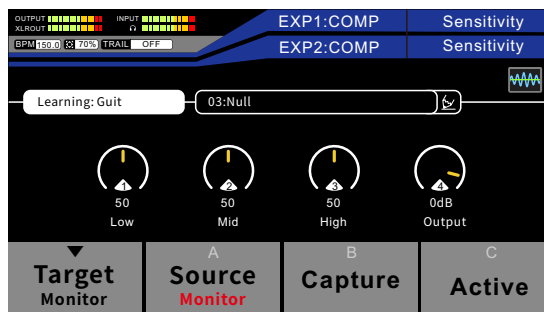 OUTPUT INPUT
XLROUT
BPM 150.0 70% TRAIL OFF
EXP1:COMP Sensitivity
EXP2:COMP Sensitivity
Learning: Guit 03:Null
1 2 3 4
50 50 50 0dB
Low Mid High Output
A B C
Target Source Capture Active
Monitor Monitor